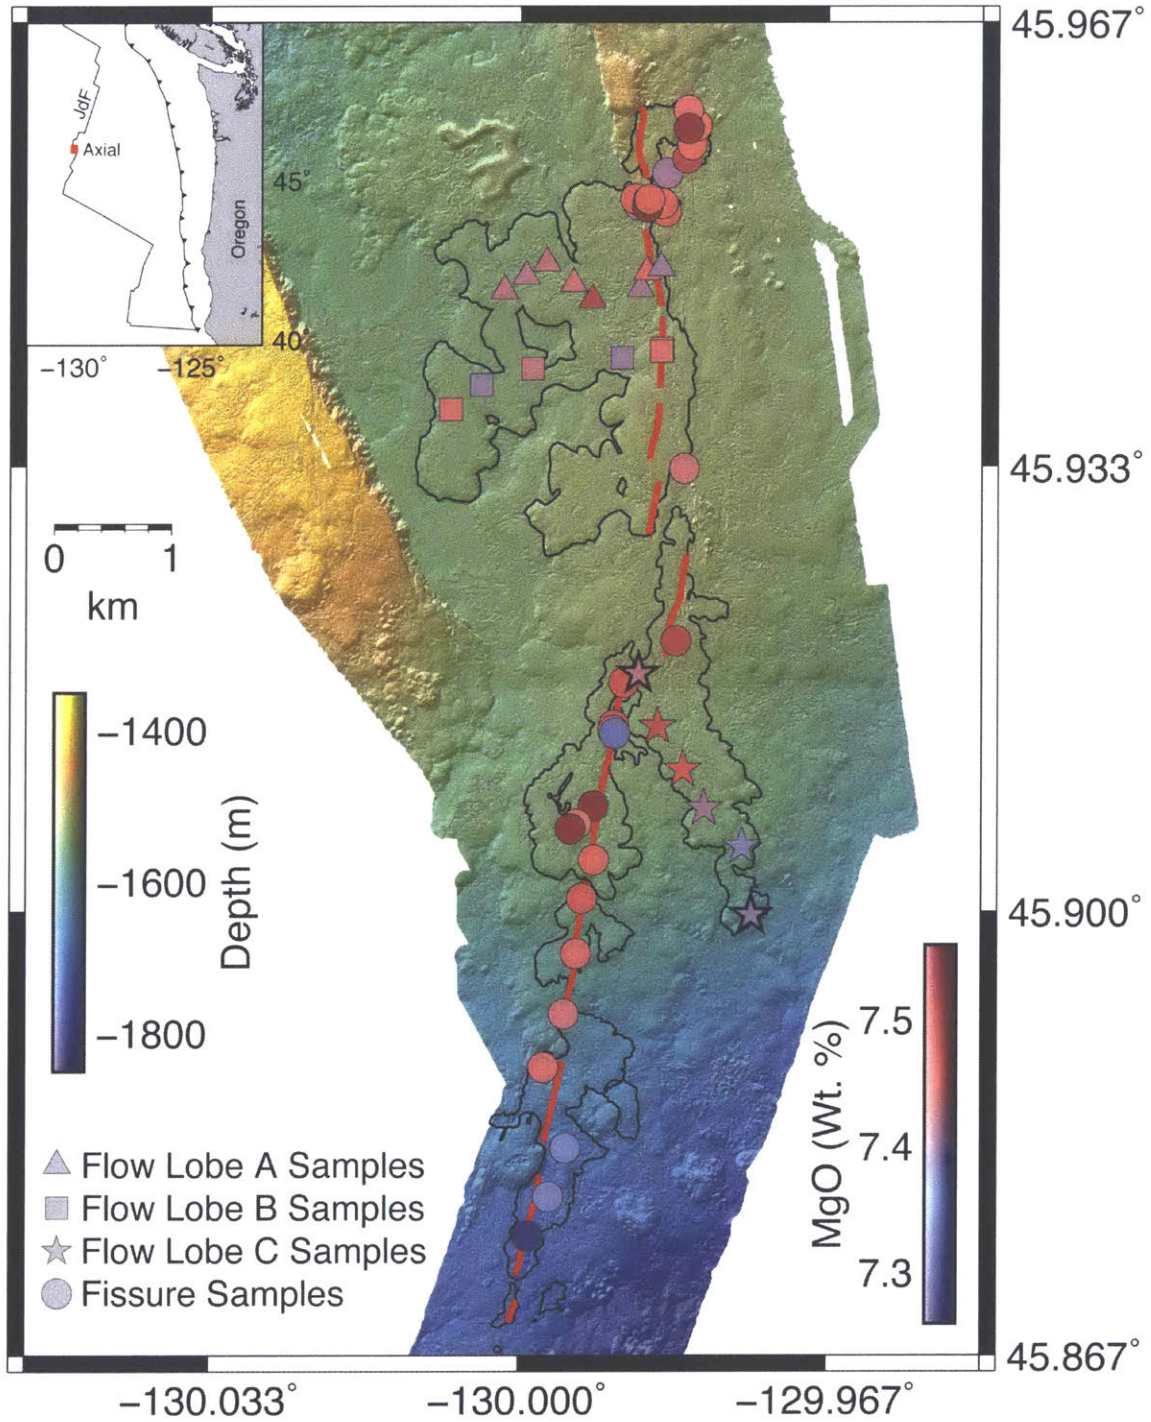 45.967°
JdF
Axial
45°
Oregon
40°
−130°
−125°
45.933°
0
1
km
−1400
−1600
−1800
Depth (m)
45.900°
7.5
7.4
7.3
MgO (Wt. %)
Flow Lobe A Samples
Flow Lobe B Samples
Flow Lobe C Samples
Fissure Samples
45.867°
−130.033°
−130.000°
−129.967°